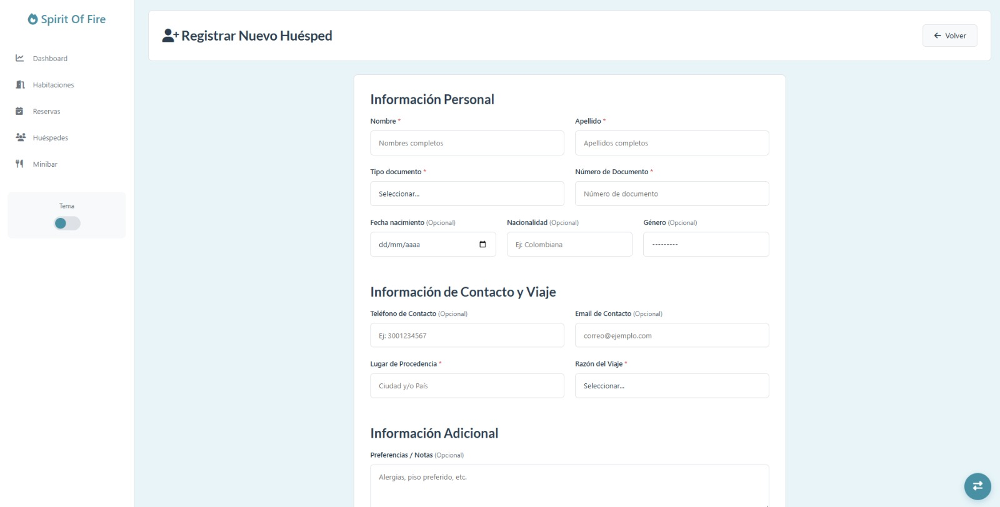 Spirit Of Fire
Dashboard
Habitaciones
Reservas
Huéspedes
Minibar
Tema
Registrar Nuevo Huésped
Volver
Información Personal
Nombre * Apellido *
Nombres completos Apellidos completos
Tipo documento * Número de Documento *
Seleccionar... Número de documento
Fecha nacimiento (Opcional) Nacionalidad (Opcional) Género (Opcional)
dd/mm/aaaa Ej: Colombiana ---------
Información de Contacto y Viaje
Teléfono de Contacto (Opcional) Email de Contacto (Opcional)
Ej: 3001234567 correo@ejemplo.com
Lugar de Procedencia * Razón del Viaje *
Ciudad y/o País Seleccionar...
Información Adicional
Preferencias / Notas (Opcional)
Alergias, piso preferido, etc.